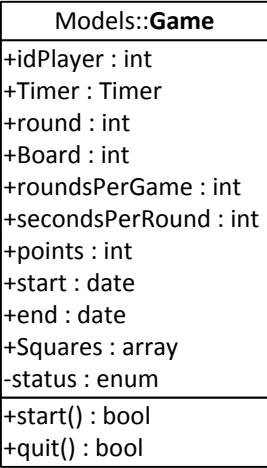 Models::Game
+idPlayer : int
+Timer : Timer
+round : int
+Board : int
+roundsPerGame : int
+secondsPerRound : int
+points : int
+start : date
+end : date
+Squares : array
-status : enum
+start() : bool
+quit() : bool